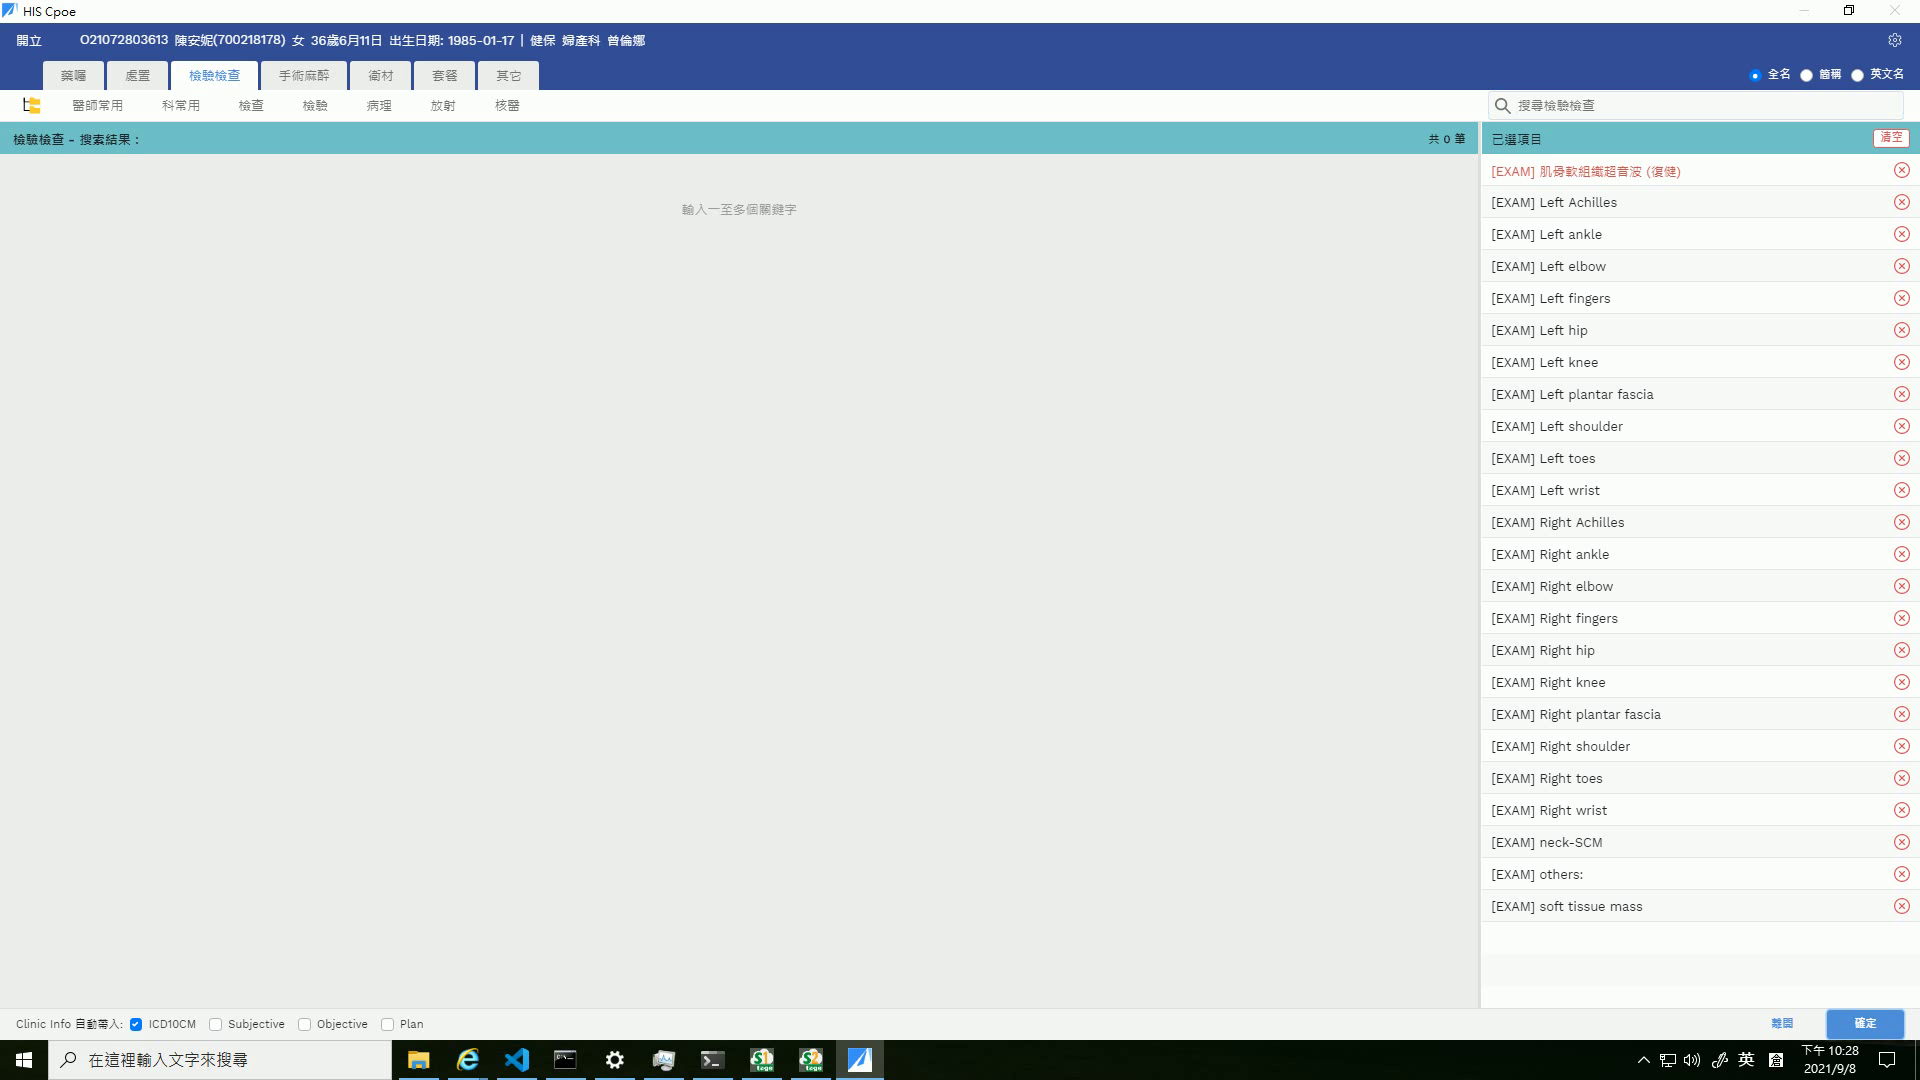 HIS Cpoe
開立 O21072803613 陳安妮(700218178) 女 36歲6月11日 出生日期: 1985-01-17 | 健保 婦產科 曾倫娜
藥囑 處置 檢驗檢查 手術麻醉 衛材 套餐 其它
全名 簡稱 英文名
醫師常用 科常用 檢查 檢驗 病理 放射 核醫
搜尋檢驗檢查
檢驗檢查 - 搜索結果 :
共 0 筆
輸入一至多個關鍵字
已選項目
清空
[EXAM] 肌骨軟組織超音波 (復健)
[EXAM] Left Achilles
[EXAM] Left ankle
[EXAM] Left elbow
[EXAM] Left fingers
[EXAM] Left hip
[EXAM] Left knee
[EXAM] Left plantar fascia
[EXAM] Left shoulder
[EXAM] Left toes
[EXAM] Left wrist
[EXAM] Right Achilles
[EXAM] Right ankle
[EXAM] Right elbow
[EXAM] Right fingers
[EXAM] Right hip
[EXAM] Right knee
[EXAM] Right plantar fascia
[EXAM] Right shoulder
[EXAM] Right toes
[EXAM] Right wrist
[EXAM] neck-SCM
[EXAM] others:
[EXAM] soft tissue mass
Clinic Info 自動帶入: ICD10CM Subjective Objective Plan
離開
確定
在這裡輸入文字來搜尋
S1
togo
S2
togo
英
下午 10:28
2021/9/8